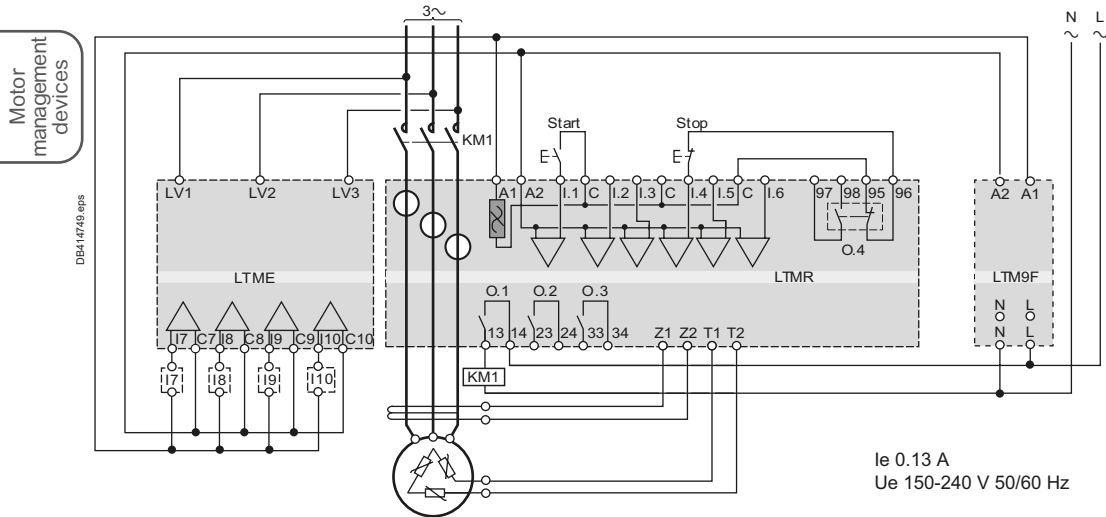 3∼
N L
∼ ∼
Motor
management
devices
DB414749.eps
Start
Stop
KM1
LV1 LV2 LV3
A1 A2 I.1 C I.2 I.3 C I.4 I.5 C I.6 97 98 95 96
A2 A1
O.4
LTME
LTMR
LTM9F
O.1 O.2 O.3
N L
N L
I7 C7 I8 C8 I9 C9 I10 C10
13 14 23 24 33 34 Z1 Z2 T1 T2
I7 I8 I9 I10
KM1
Ie 0.13 A
Ue 150-240 V 50/60 Hz